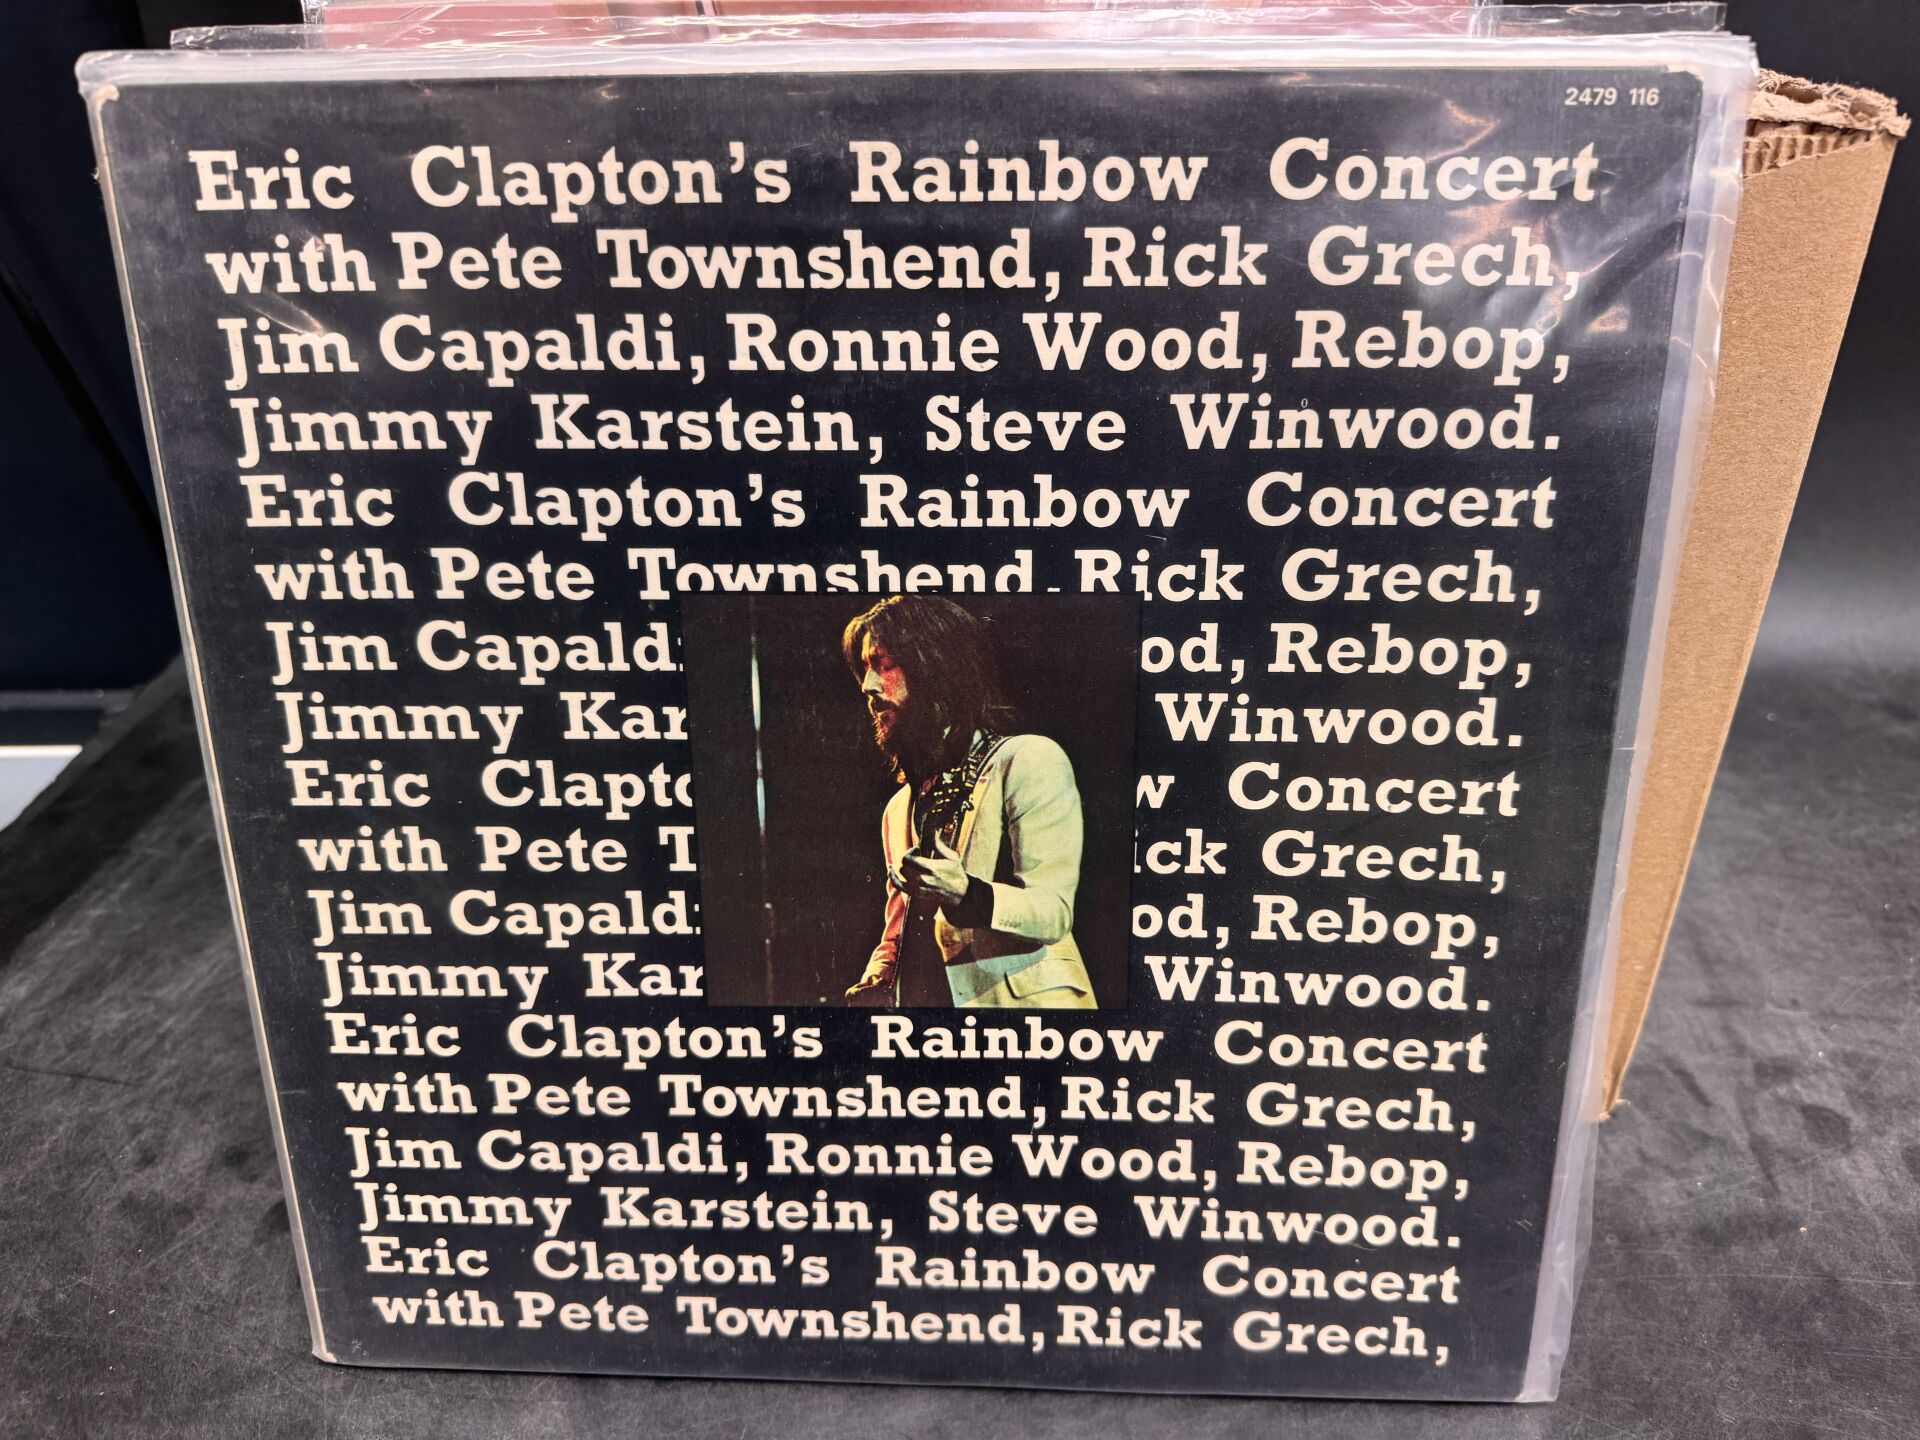 2479 116
Eric Clapton's Rainbow Concert
with Pete Townshend, Rick Grech,
Jim Capaldi, Ronnie Wood, Rebop,
Jimmy Karstein, Steve Winwood.
Eric Clapton's Rainbow Concert
with Pete Townshend, Rick Grech,
Jim Capald od, Rebop,
Jimmy Kar Winwood.
Eric Clapto w Concert
with Pete T ick Grech,
Jim Capald od, Rebop,
Jimmy Kar Winwood.
Eric Clapton's Rainbow Concert
with Pete Townshend, Rick Grech,
Jim Capaldi, Ronnie Wood, Rebop,
Jimmy Karstein, Steve Winwood.
Eric Clapton's Rainbow Concert
with Pete Townshend, Rick Grech,